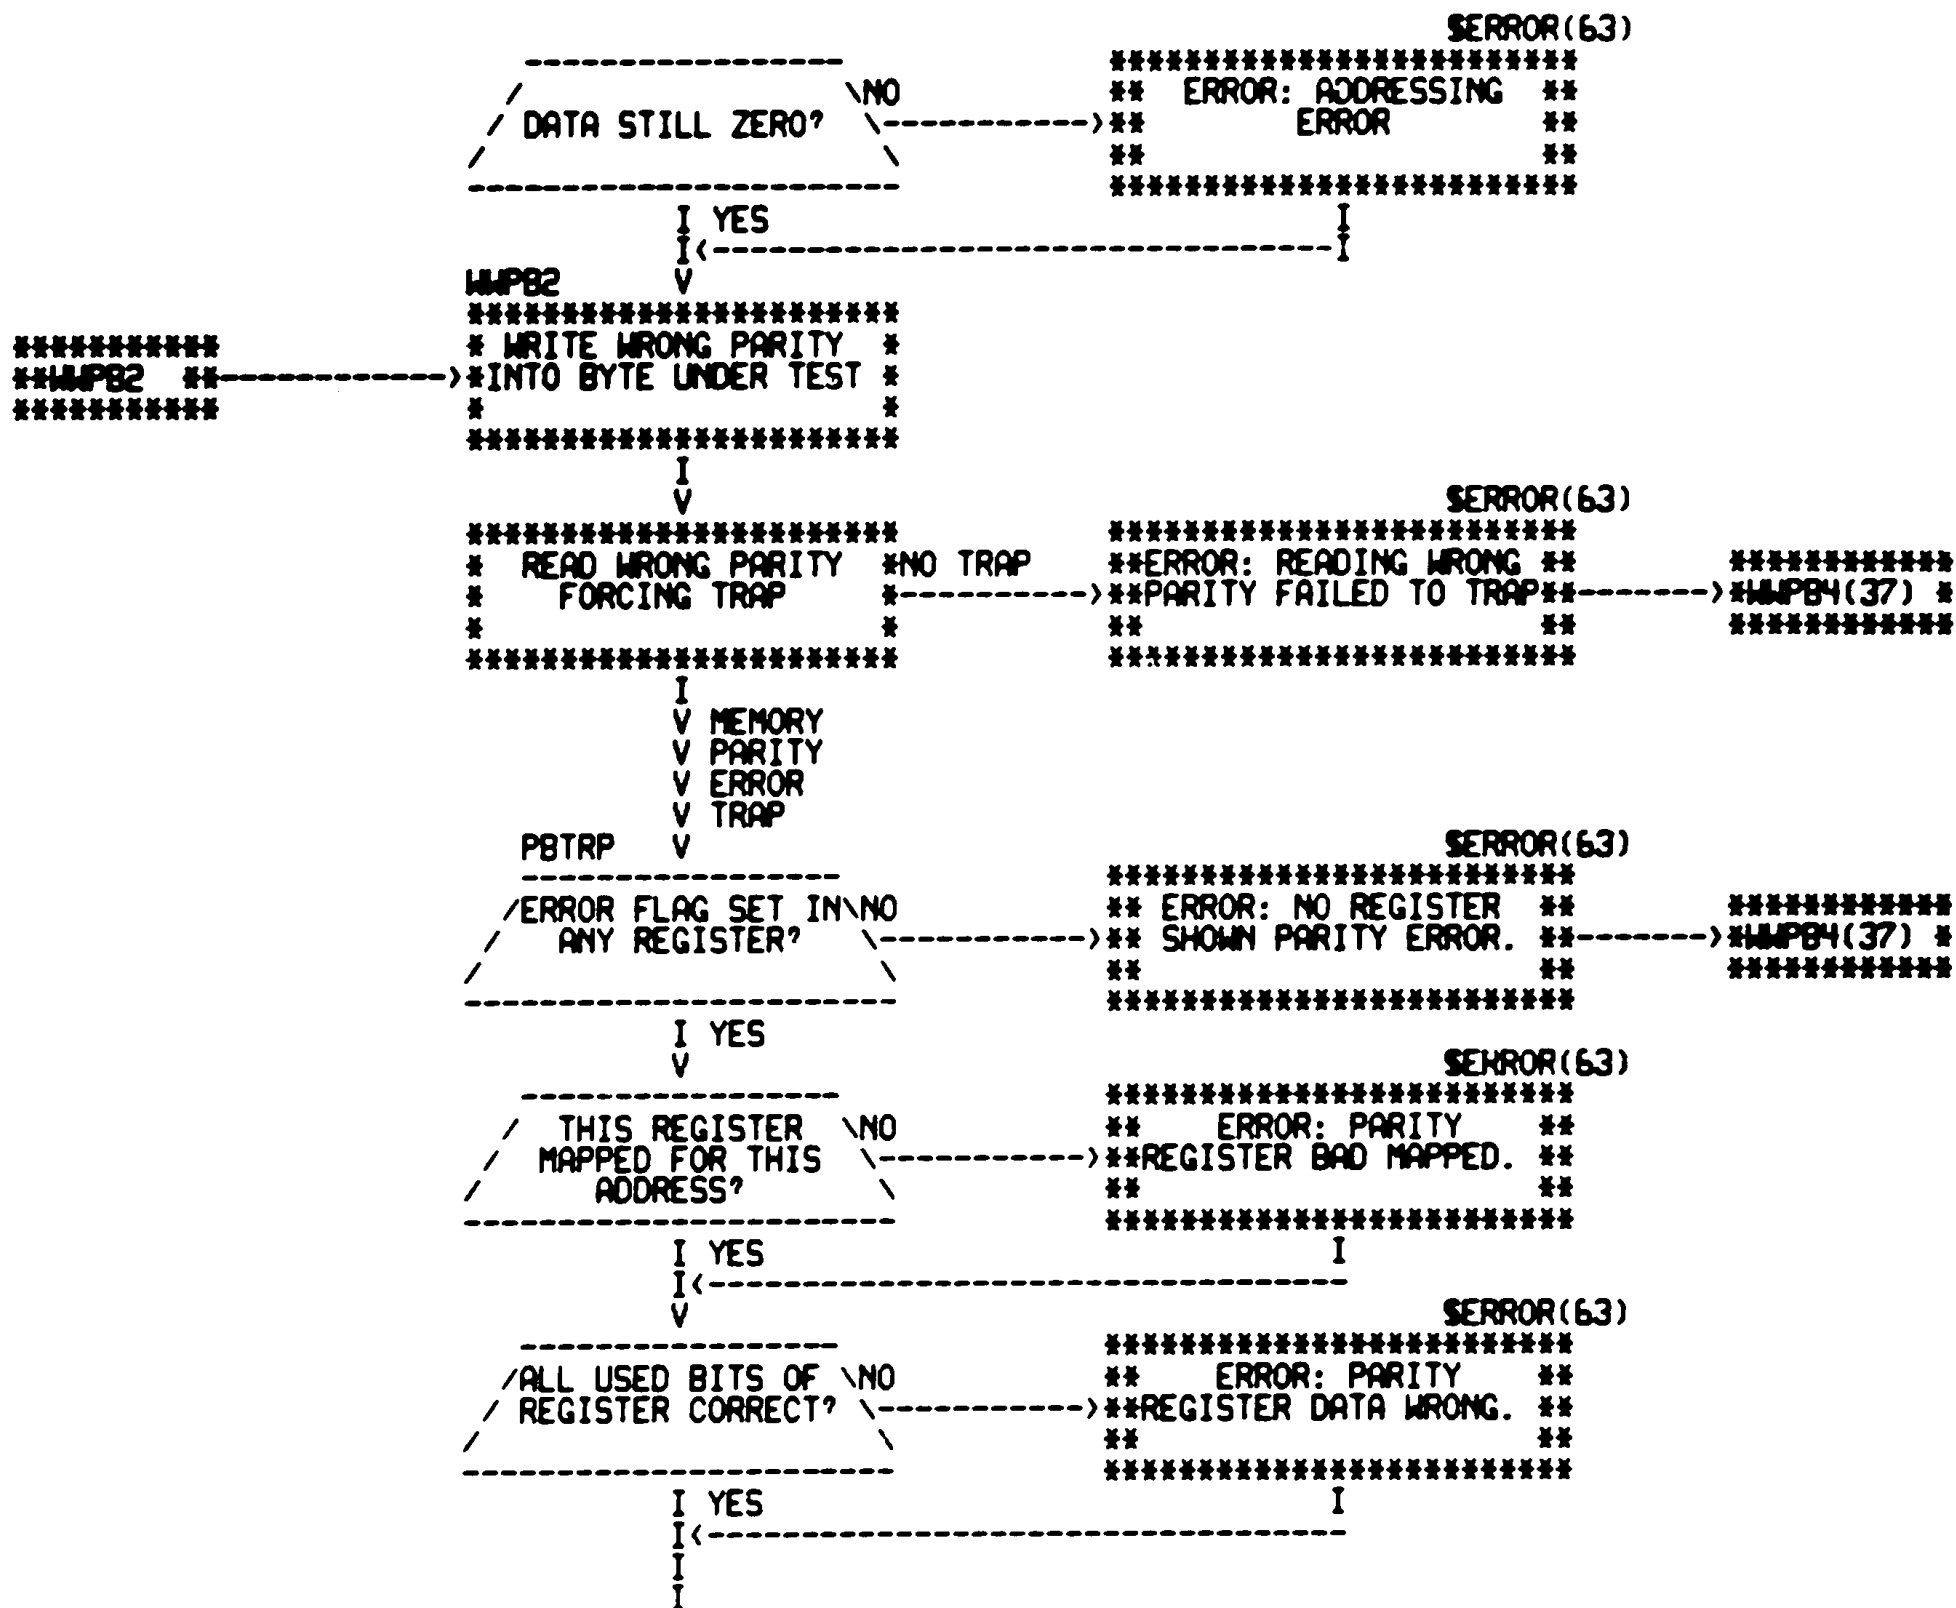 $ERROR(63)
DATA STILL ZERO?
NO
ERROR: ADDRESSING
ERROR
YES
WWPB2
WWPB2
WRITE WRONG PARITY
INTO BYTE UNDER TEST
$ERROR(63)
READ WRONG PARITY
FORCING TRAP
NO TRAP
ERROR: READING WRONG
PARITY FAILED TO TRAP
WWPB4(37)
MEMORY
PARITY
ERROR
TRAP
PBTRP
$ERROR(63)
ERROR FLAG SET IN
ANY REGISTER?
NO
ERROR: NO REGISTER
SHOWN PARITY ERROR.
WWPB4(37)
YES
$ERROR(63)
THIS REGISTER
MAPPED FOR THIS
ADDRESS?
NO
ERROR: PARITY
REGISTER BAD MAPPED.
YES
$ERROR(63)
ALL USED BITS OF
REGISTER CORRECT?
NO
ERROR: PARITY
REGISTER DATA WRONG.
YES